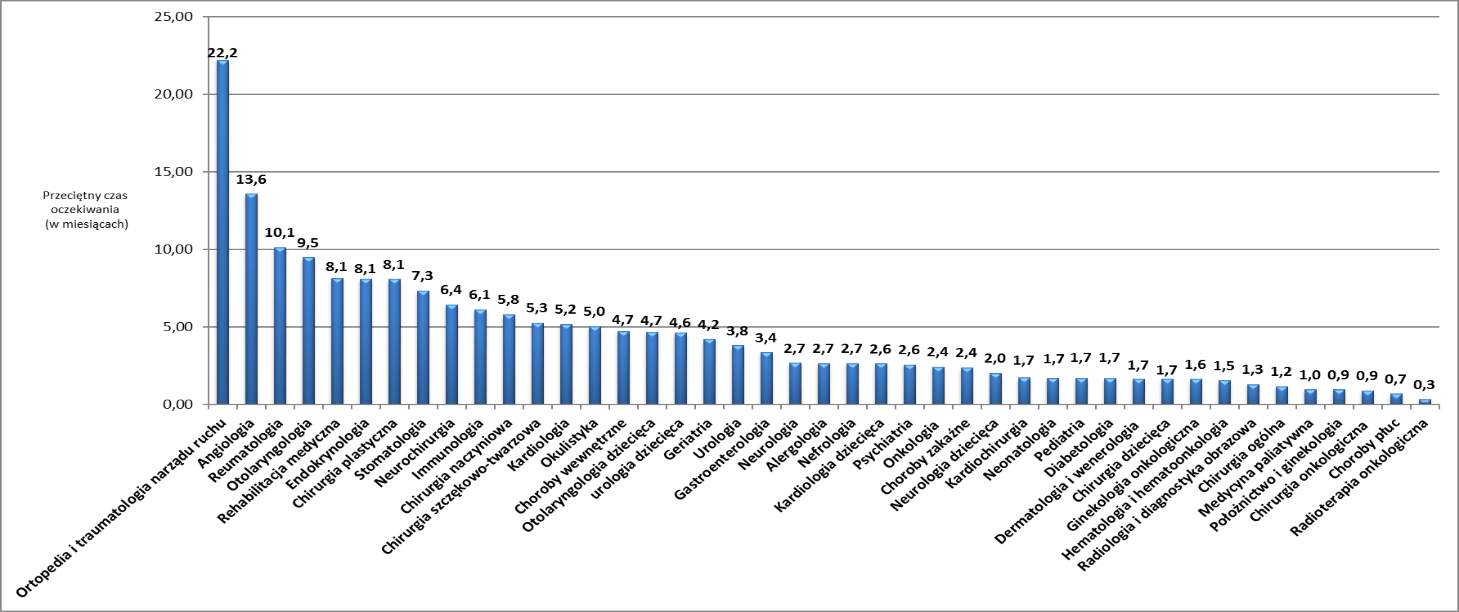 25,00
20,00
15,00
10,00
5,00
0,00
Przeciętny czas
oczekiwania
(w miesiącach)
22,2
13,6
10,1
9,5
8,1
8,1
8,1
7,3
6,4
6,1
5,8
5,3
5,2
5,0
4,7
4,7
4,6
4,2
3,8
3,4
2,7
2,7
2,7
2,6
2,6
2,4
2,4
2,0
1,7
1,7
1,7
1,7
1,7
1,7
1,6
1,5
1,3
1,2
1,0
0,9
0,9
0,7
0,3
Ortopedia i traumatologia narządu ruchu
Angiologia
Reumatologia
Otolaryngologia
Rehabilitacja medyczna
Endokrynologia
Chirurgia plastyczna
Stomatologia
Neurochirurgia
Immunologia
Chirurgia naczyniowa
Chirurgia szczękowo-twarzowa
Kardiologia
Okulistyka
Choroby wewnętrzne
Otolaryngologia dziecięca
urologia dziecięca
Geriatria
Urologia
Gastroenterologia
Neurologia
Alergologia
Nefrologia
Kardiologia dziecięca
Psychiatria
Onkologia
Choroby zakaźne
Neurologia dziecięca
Kardiochirurgia
Neonatologia
Pediatria
Diabetologia
Dermatologia i wenerologia
Chirurgia dziecięca
Ginekologia onkologiczna
Hematologia i hematoonkologia
Radiologia i diagnostyka obrazowa
Chirurgia ogólna
Medycyna paliatywna
Położnictwo i ginekologia
Chirurgia onkologiczna
Choroby płuc
Radioterapia onkologiczna